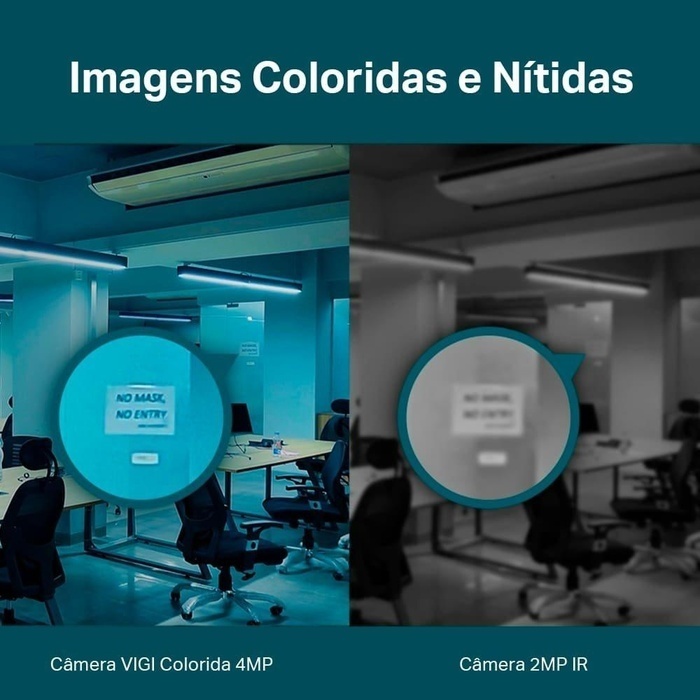 Imagens Coloridas e Nítidas
NO MASK,
NO ENTRY
NO MASK,
NO ENTRY
Câmera VIGI Colorida 4MP
Câmera 2MP IR